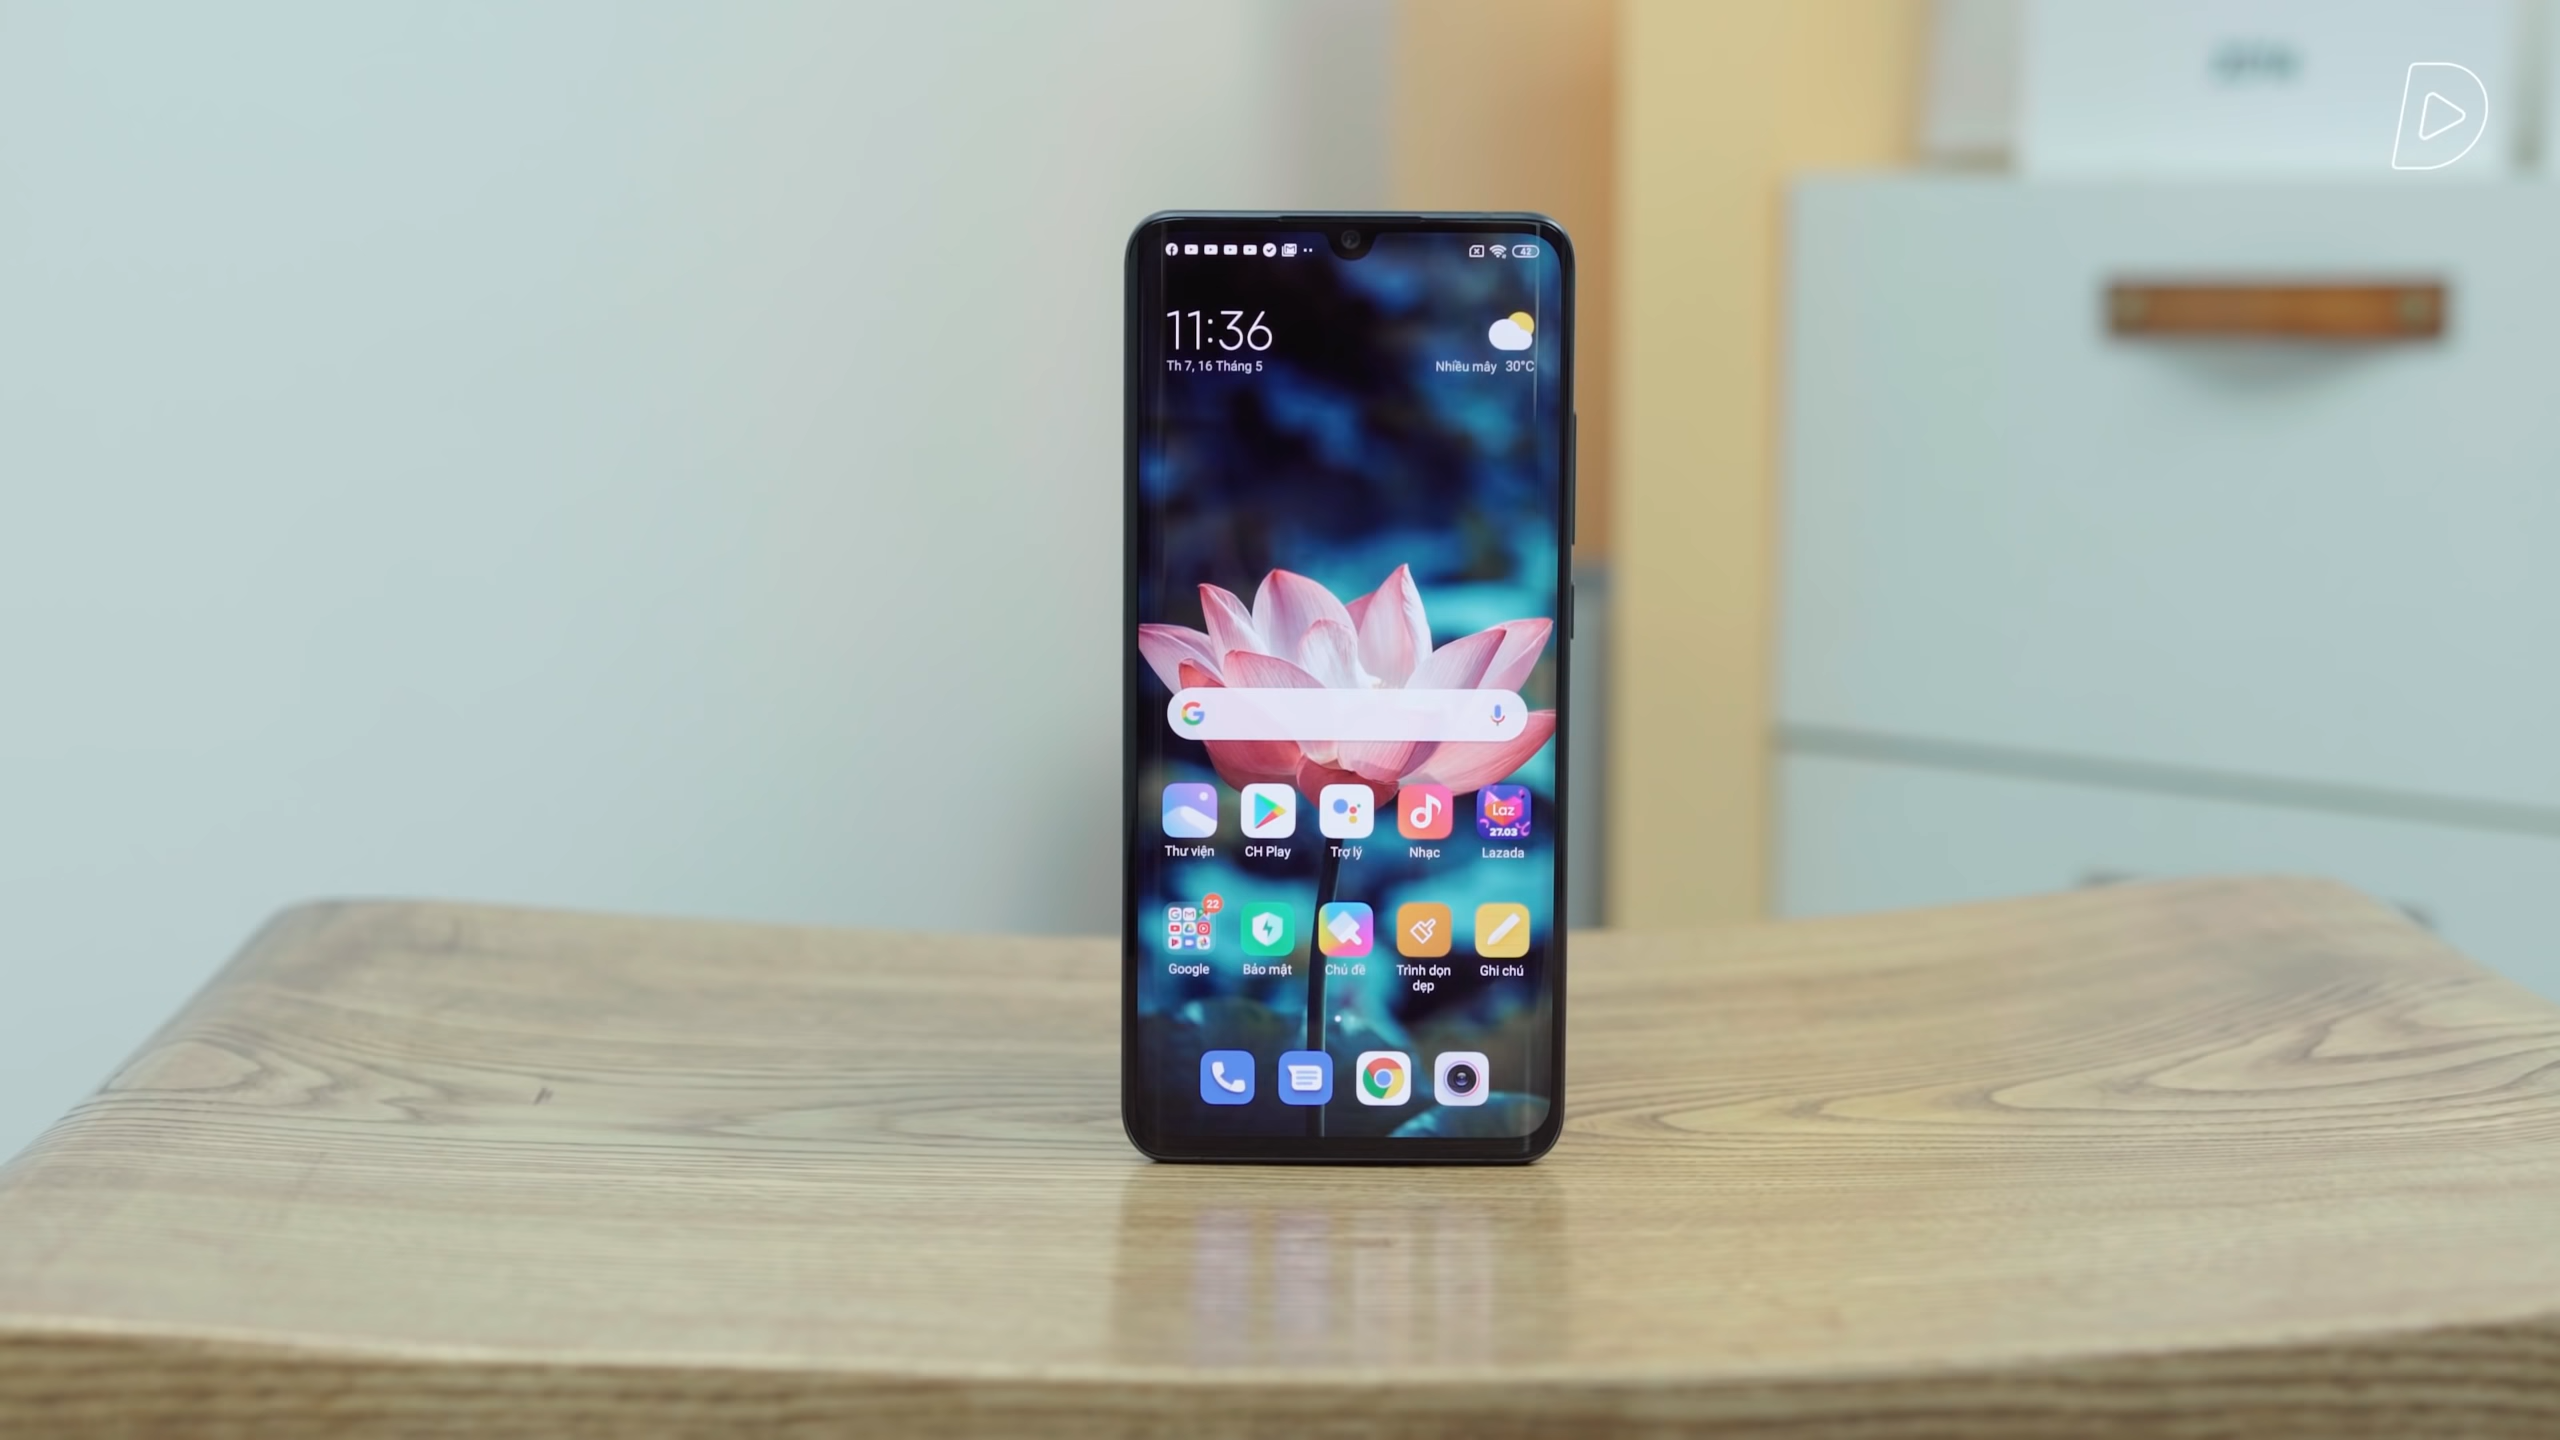 42
11:36
Th 7, 16 Tháng 5
Nhiều mây 30°C
Thư viện
CH Play
Trợ lý
Nhạc
Laz
27.03
Lazada
22
Google
Bảo mật
Chủ đề
Trình dọn
dẹp
Ghi chú